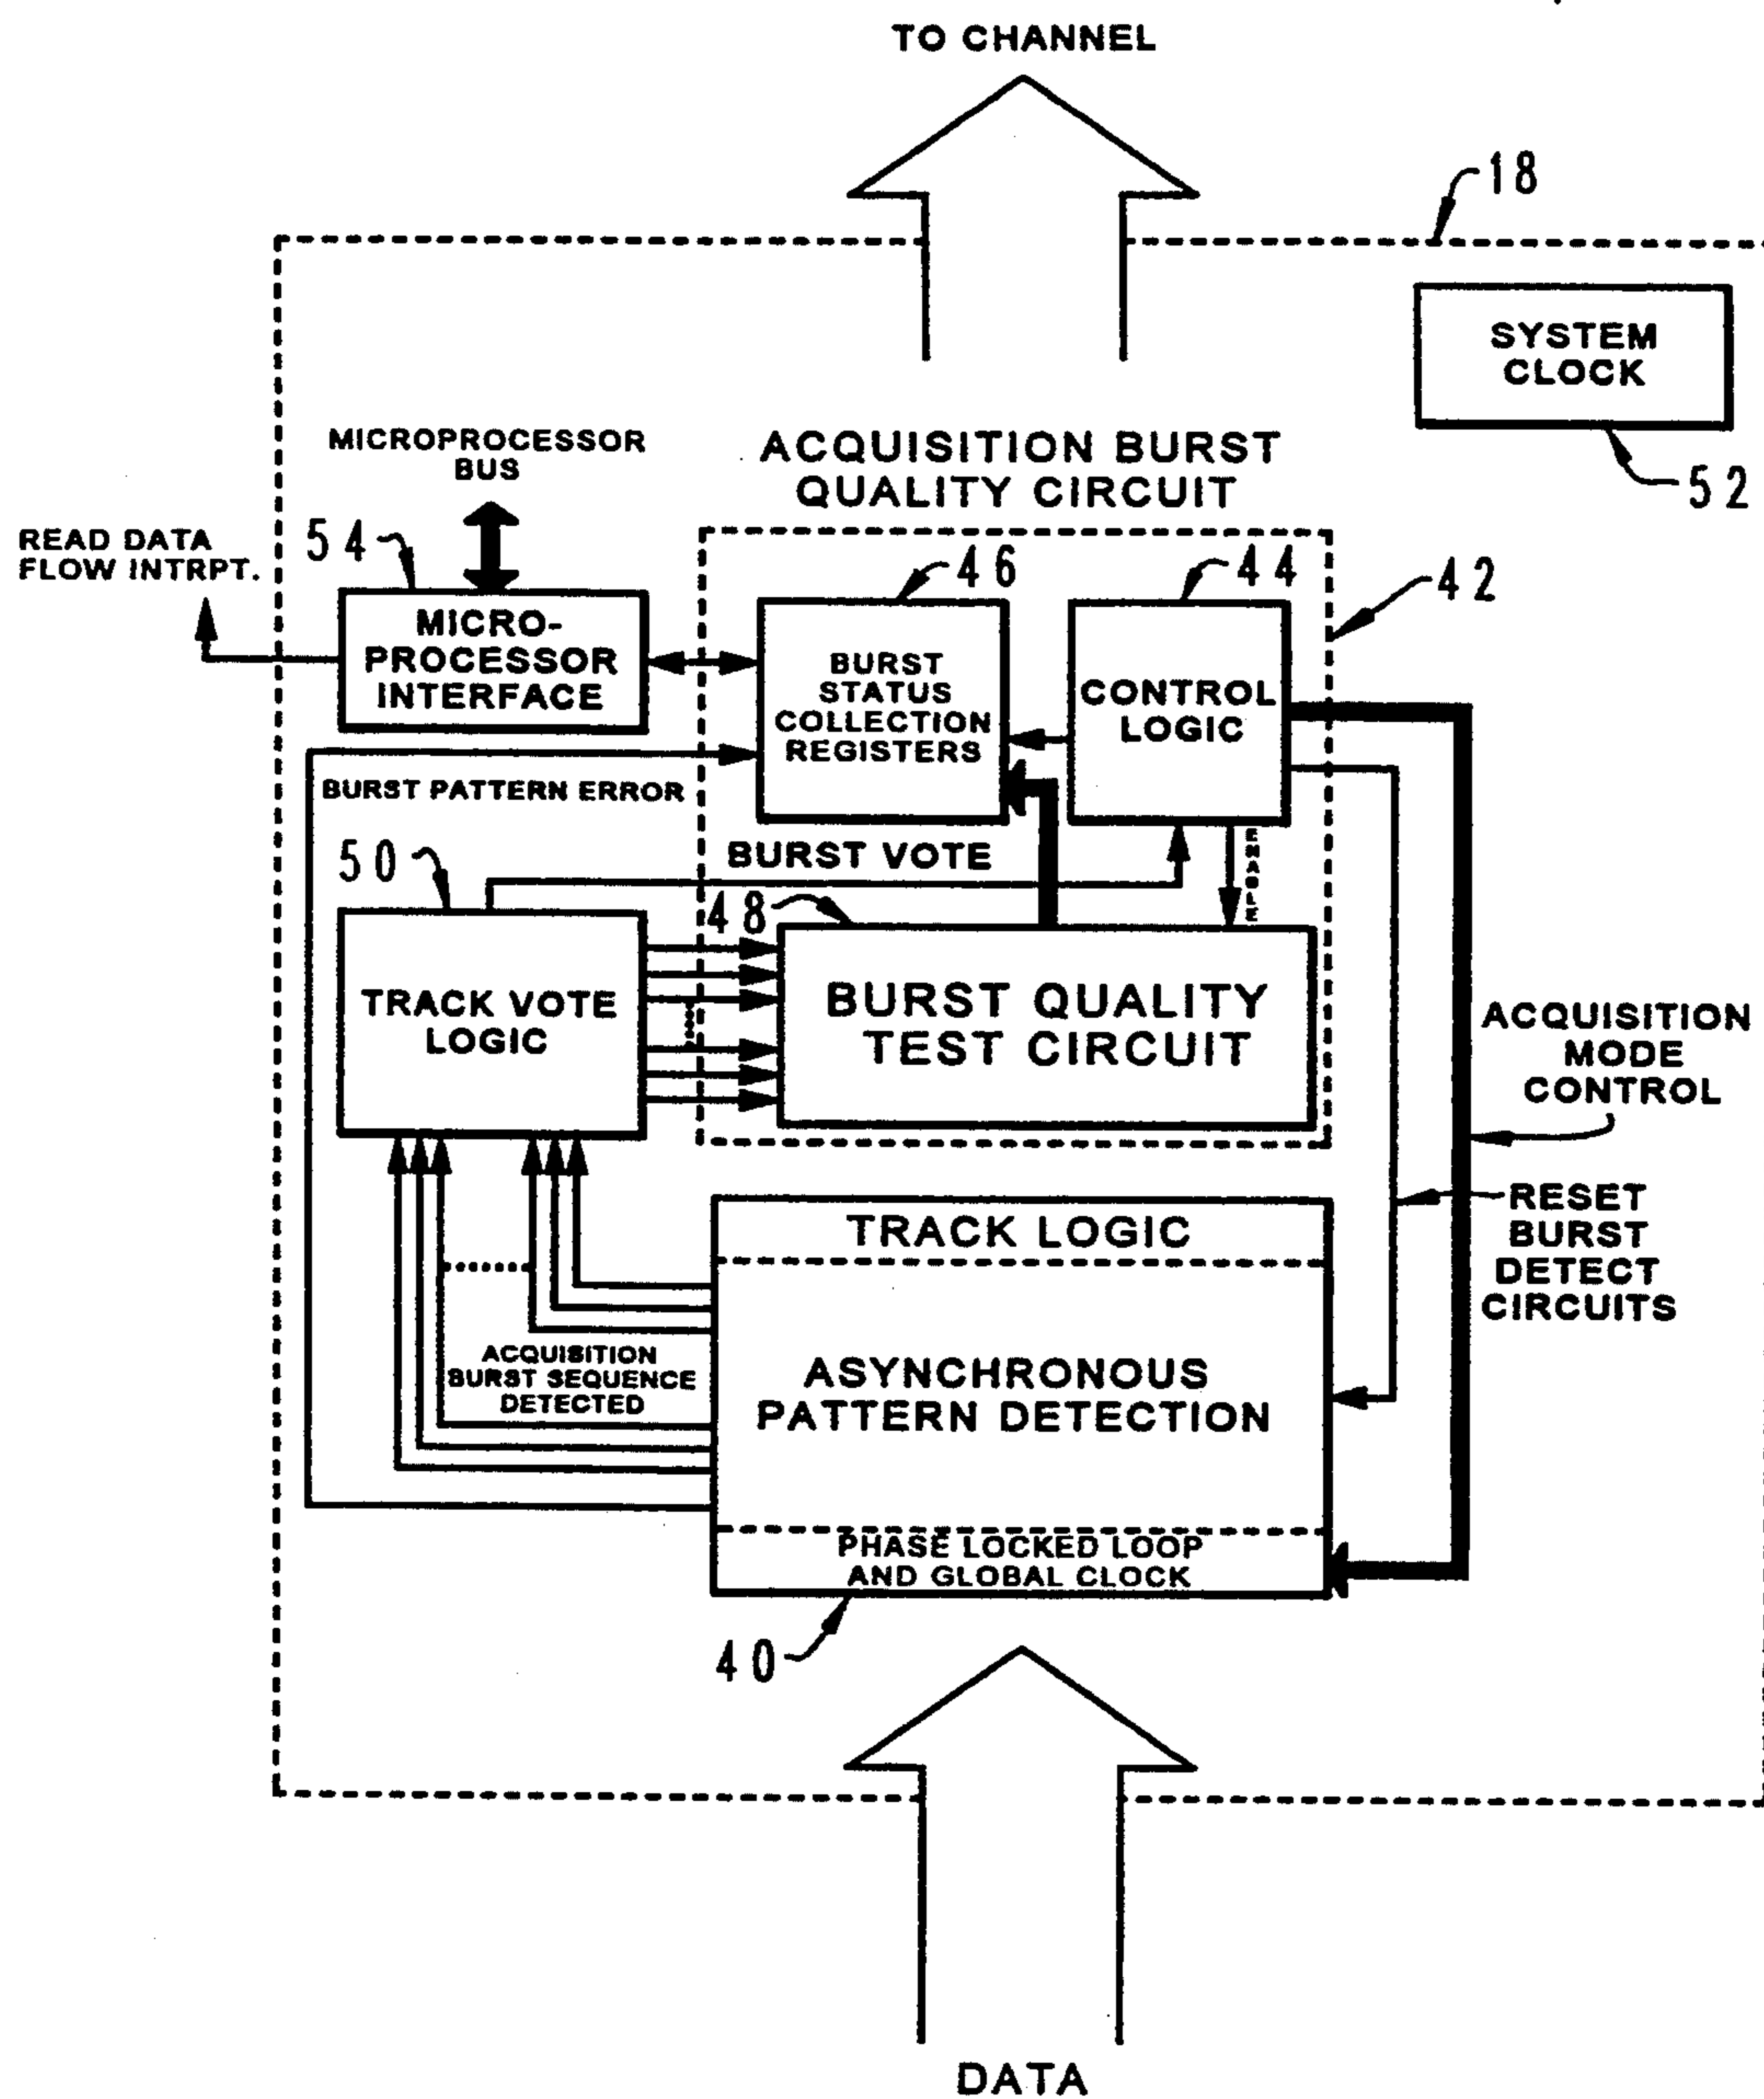 TO CHANNEL
18
SYSTEM
CLOCK
52
MICROPROCESSOR
BUS
ACQUISITION BURST
QUALITY CIRCUIT
READ DATA
FLOW INTRPT.
54
46
44
42
MICRO-
PROCESSOR
INTERFACE
BURST
STATUS
COLLECTION
REGISTERS
CONTROL
LOGIC
BURST PATTERN ERROR
50
BURST VOTE
ENABLE
48
TRACK VOTE
LOGIC
BURST QUALITY
TEST CIRCUIT
ACQUISITION
MODE
CONTROL
RESET
BURST
DETECT
CIRCUITS
TRACK LOGIC
ACQUISITION
BURST SEQUENCE
DETECTED
ASYNCHRONOUS
PATTERN DETECTION
PHASE LOCKED LOOP
AND GLOBAL CLOCK
40
DATA